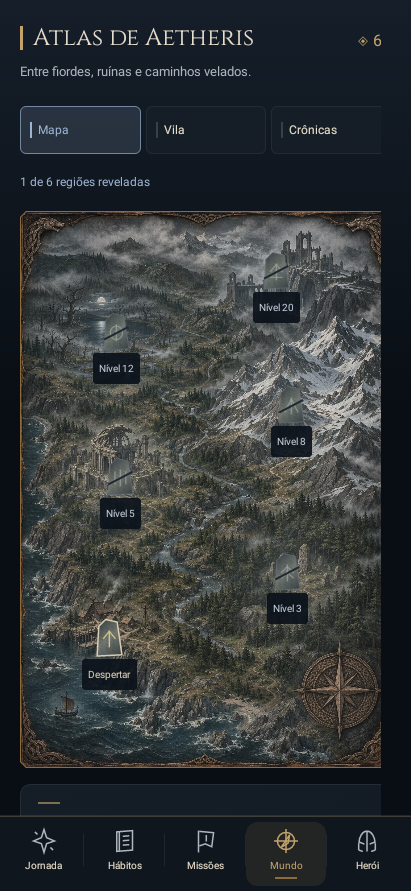 Atlas de Aetheris
6
Entre fiordes, ruínas e caminhos velados.
Mapa
Vila
Crônicas
1 de 6 regiões reveladas
Nível 20
Nível 12
Nível 8
Nível 5
Nível 3
Despertar
Jornada
Hábitos
Missões
Mundo
Herói